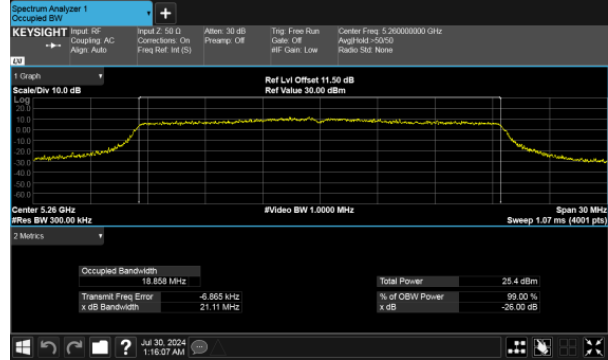 Spectrum Analyzer 1
Occupied BW
+
KEYSIGHT Input: RF Input Z: 50 Ω Atten: 30 dB Trig: Free Run Center Freq: 5.260000000 GHz
Coupling: AC Corrections: On Preamp: Off Gate: Off Avg|Hold:>50/50
Align: Auto Freq Ref: Int (S) #IF Gain: Low Radio Std: None
LXI
1 Graph
Ref Lvl Offset 11.50 dB
Scale/Div 10.0 dB Ref Value 30.00 dBm
Log
20.0
10.0
0.00
-10.0
-20.0
-30.0
-40.0
-50.0
-60.0
Center 5.26 GHz #Video BW 1.0000 MHz Span 30 MHz
#Res BW 300.00 kHz Sweep 1.07 ms (4001 pts)
2 Metrics
Occupied Bandwidth
18.858 MHz Total Power 25.4 dBm
Transmit Freq Error -6.865 kHz % of OBW Power 99.00 %
x dB Bandwidth 21.11 MHz x dB -26.00 dB
? Jul 30, 2024
1:16:07 AM